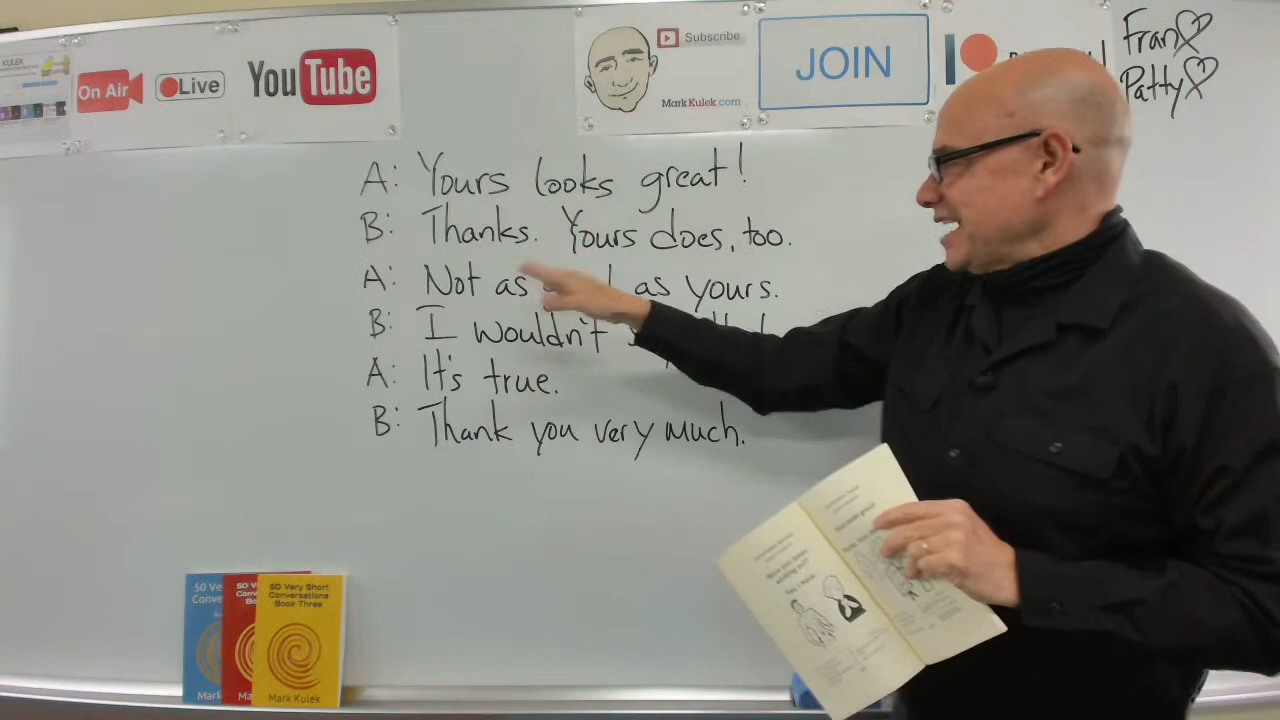 KULEK
On Air
Live
YouTube
Subscribe
MarkKulek.com
JOIN
Fran
Patty
A: Yours looks great!
B: Thanks. Yours does, too.
A: Not as as yours.
B: I wouldn't
A: It's true.
B: Thank you very much.
50 Very Short
Conversations
Book Three
Mark Kulek